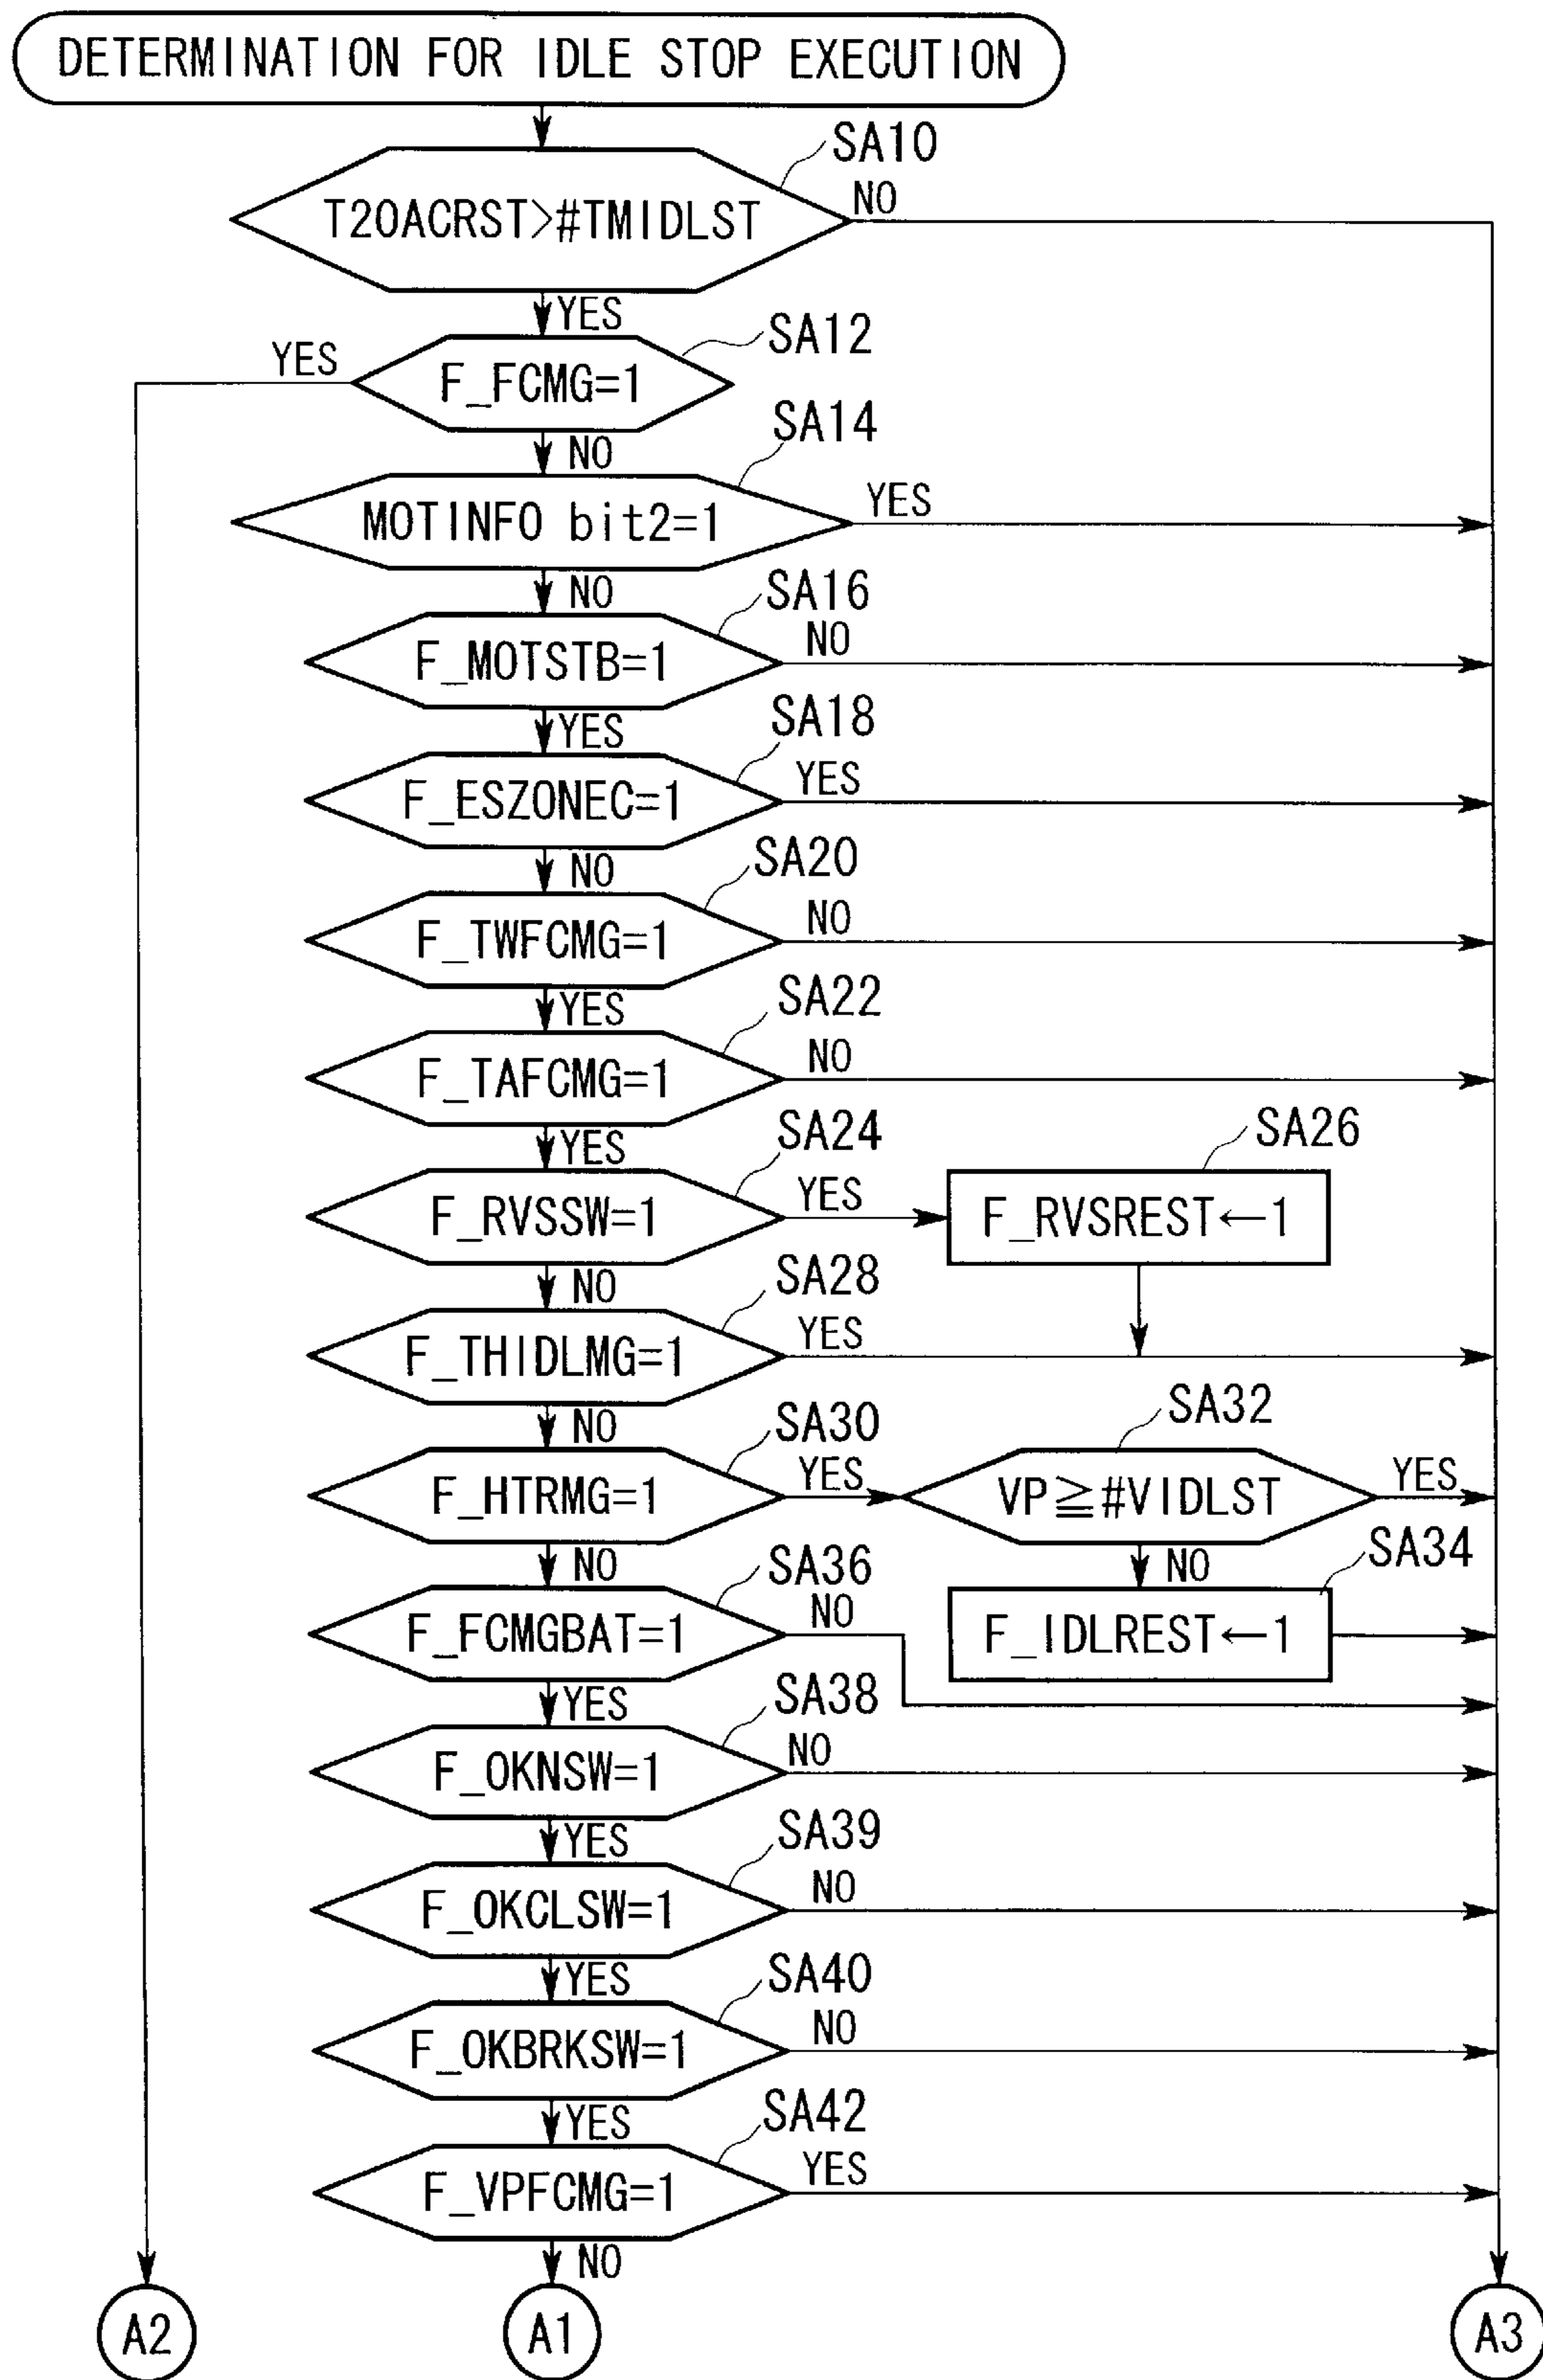 DETERMINATION FOR IDLE STOP EXECUTION
SA10
T20ACRST>#TMIDLST
NO
YES
SA12
YES
F_FCMG=1
NO
SA14
MOTINFO bit2=1
YES
NO
SA16
F_MOTSTB=1
NO
YES
SA18
F_ESZONEC=1
YES
NO
SA20
F_TWFCMG=1
NO
YES
SA22
F_TAFCMG=1
NO
YES
SA24
F_RVSSW=1
YES
SA26
F_RVSREST←1
NO
SA28
F_THIDLMG=1
YES
NO
SA30
F_HTRMG=1
YES
SA32
VP≧#VIDLST
YES
NO
NO
SA34
F_IDLREST←1
SA36
F_FCMGBAT=1
NO
YES
SA38
F_OKNSW=1
NO
YES
SA39
F_OKCLSW=1
NO
YES
SA40
F_OKBRKSW=1
NO
YES
SA42
F_VPFCMG=1
YES
NO
A2
A1
A3